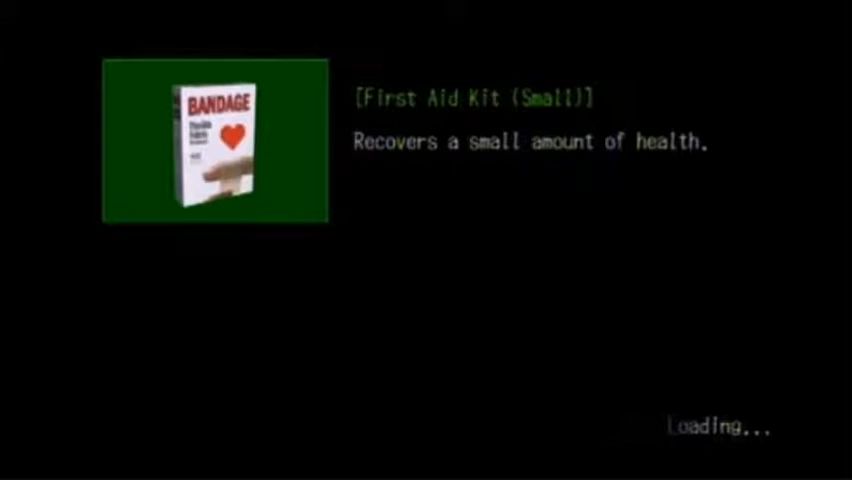 BANDAGE
[First Aid Kit (Small)]
Recovers a small amount of health.
Loading...